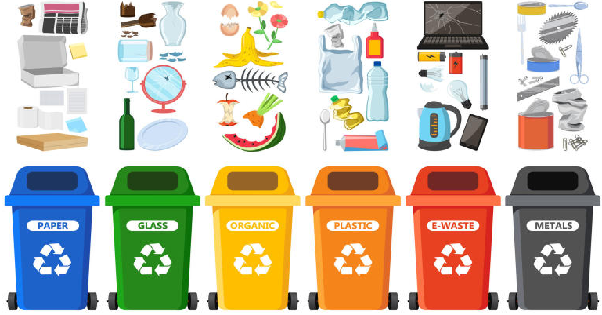 PAPER
GLASS
ORGANIC
PLASTIC
E-WASTE
METALS